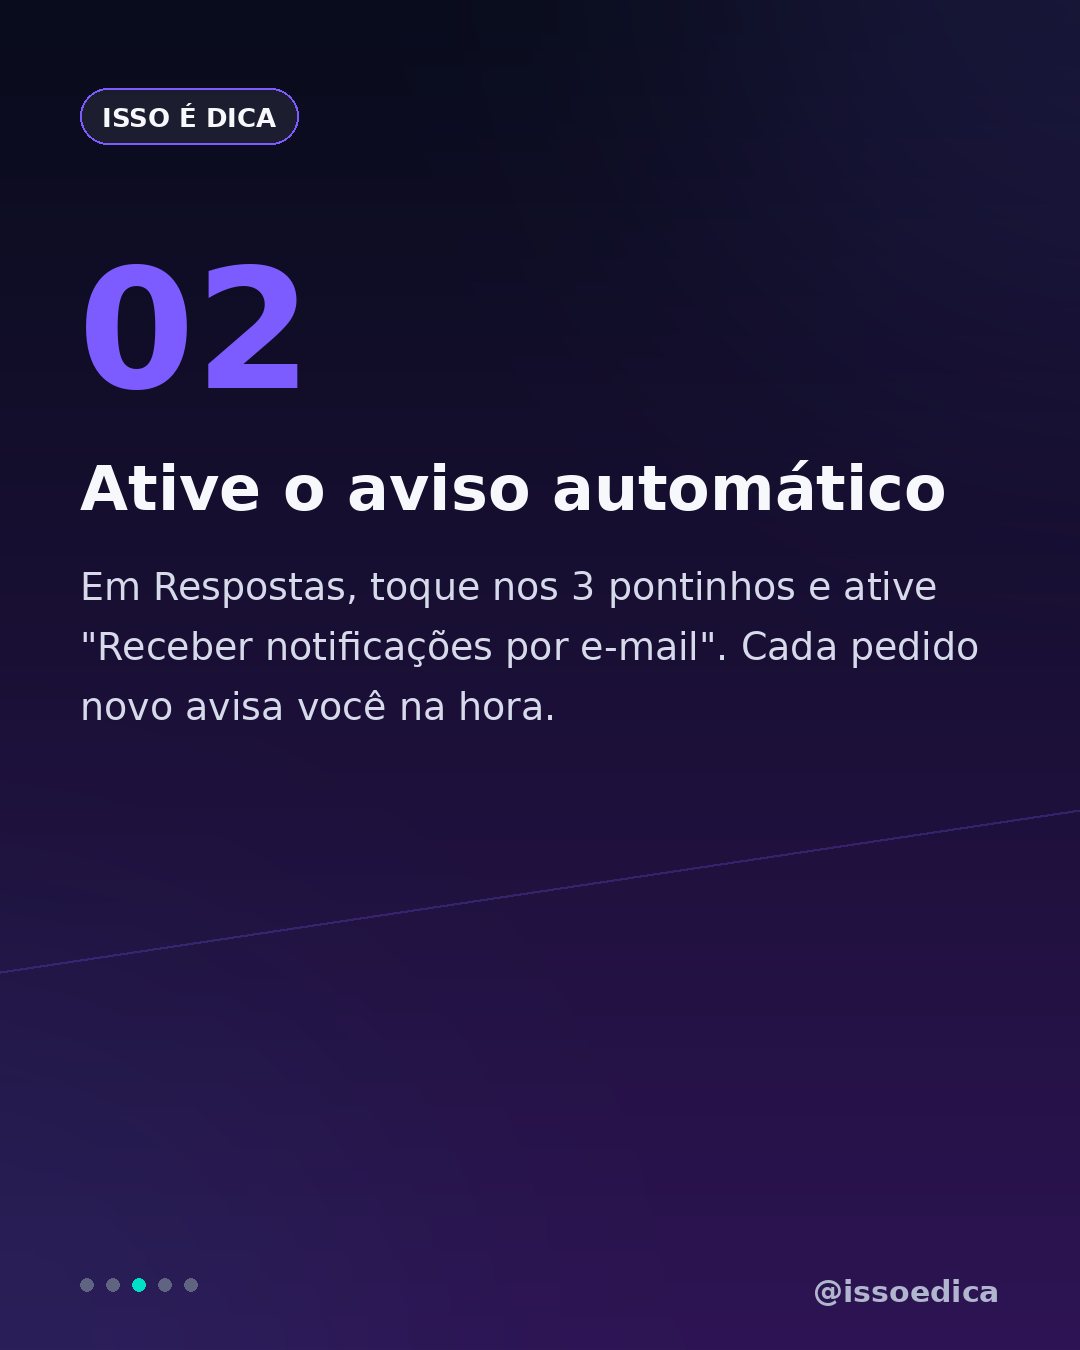 ISSO É DICA
02
Ative o aviso automático
Em Respostas, toque nos 3 pontinhos e ative
"Receber notificações por e-mail". Cada pedido
novo avisa você na hora.
@issoedica